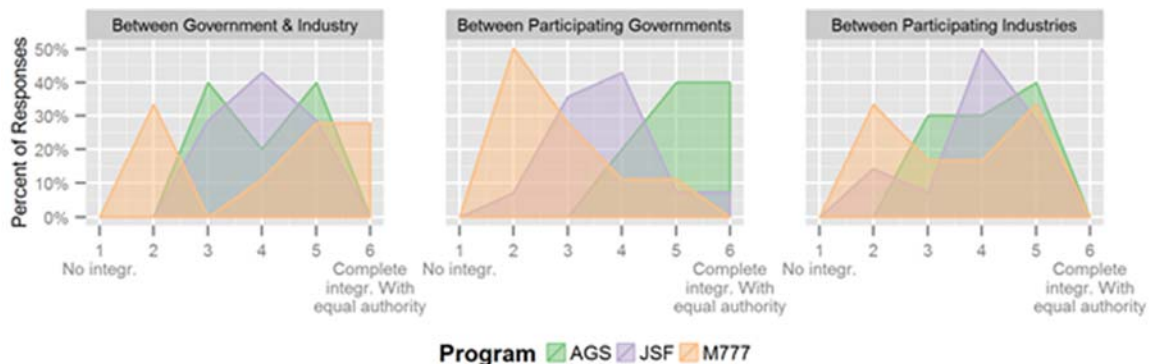 Between Government & Industry
Between Participating Governments
Between Participating Industries
Percent of Responses
50%
40%
30%
20%
10%
0%
1 2 3 4 5 6
No integr.
Complete
integr. With
equal authority
1 2 3 4 5 6
No integr.
Complete
integr. With
equal authority
1 2 3 4 5 6
No integr.
Complete
integr. With
equal authority
Program AGS JSF M777